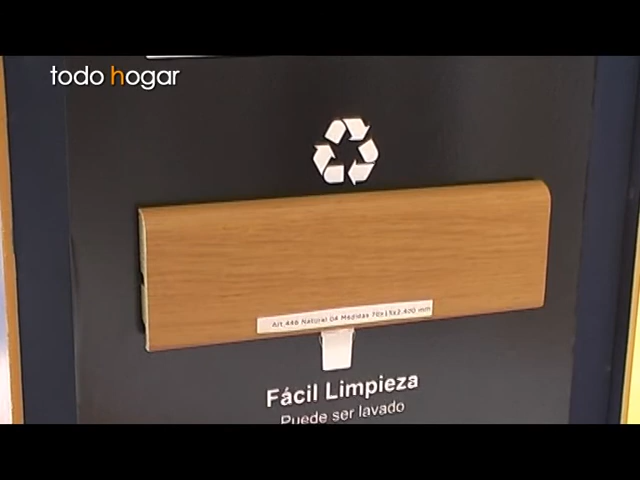 todo hogar
Art.446 Natural 04 Medidas 70x15x2.400 mm
Fácil Limpieza
Puede ser lavado